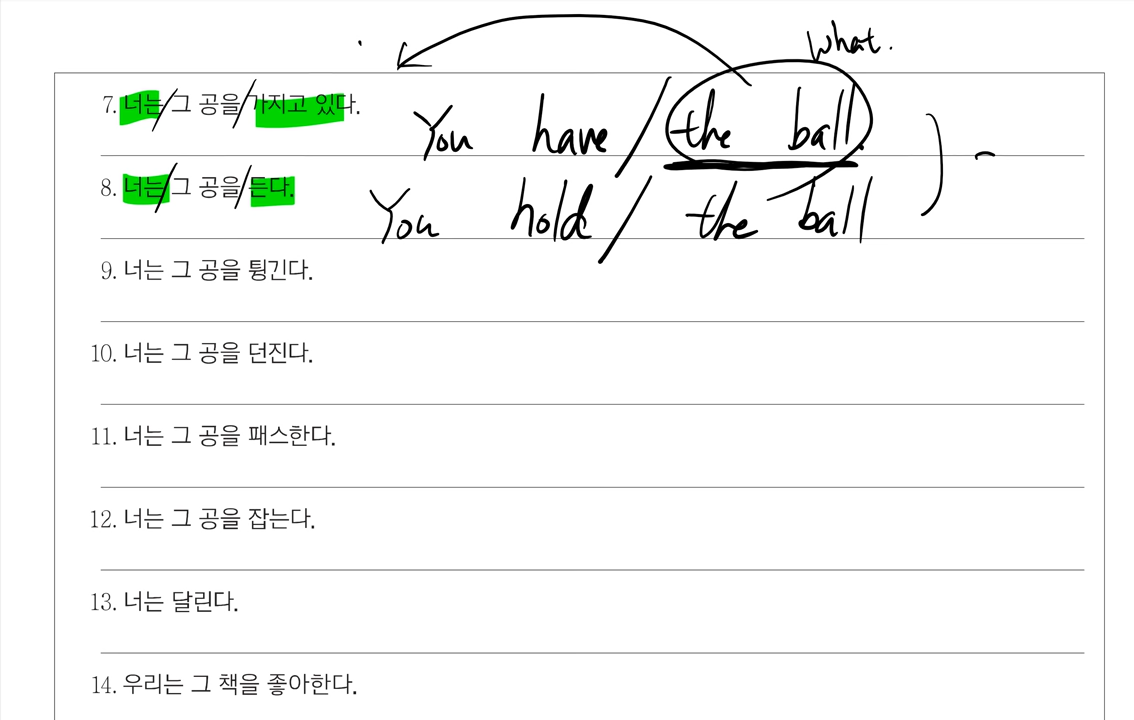 What.
7. 너는 그 공을 가지고 있다. You have the ball.
8. 너는 그 공을 든다. You hold the ball
9. 너는 그 공을 튕긴다.
10. 너는 그 공을 던진다.
11. 너는 그 공을 패스한다.
12. 너는 그 공을 잡는다.
13. 너는 달린다.
14. 우리는 그 책을 좋아한다.